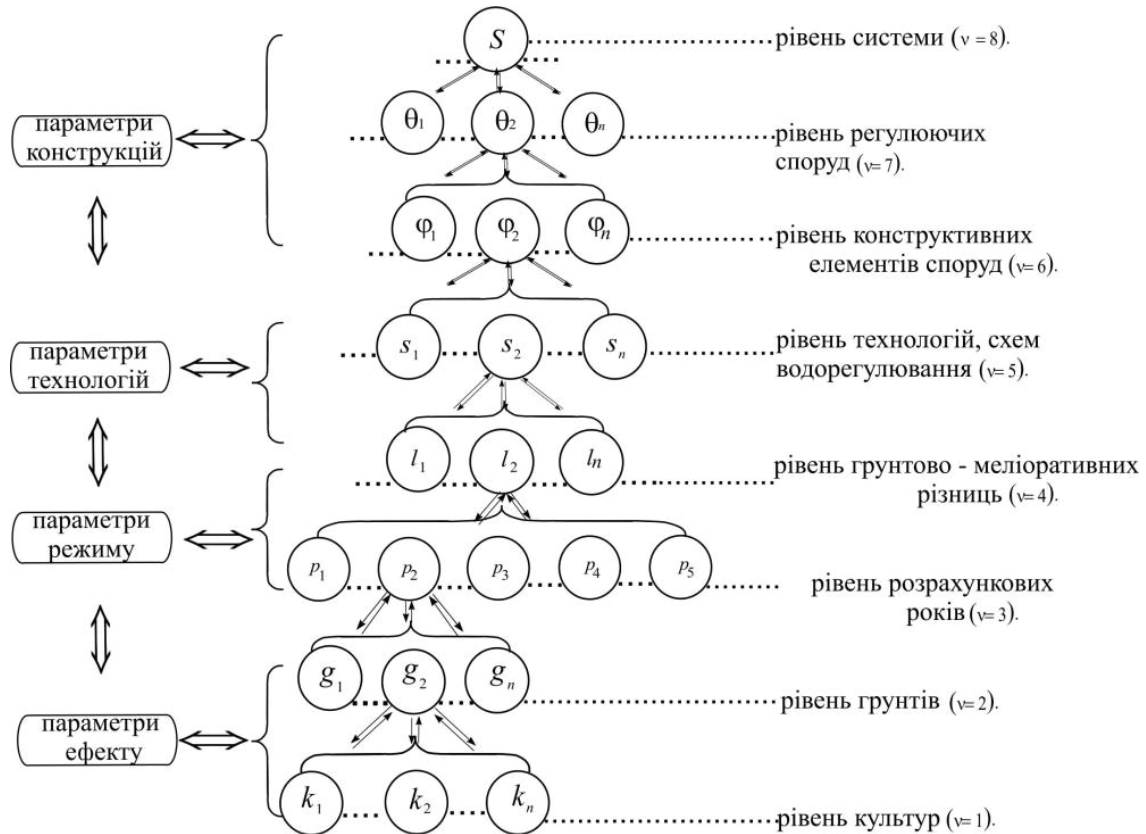 S
рівень системи (ν = 8).
параметри
конструкцій
θ1 θ2 θn
рівень регулюючих
споруд (ν= 7).
φ1 φ2 φn
рівень конструктивних
елементів споруд (ν= 6).
параметри
технологій
s1 s2 sn
рівень технологій, схем
водорегулювання (ν= 5).
l1 l2 ln
рівень грунтово - меліоративних
різниць (ν= 4).
параметри
режиму
p1 p2 p3 p4 p5
рівень розрахункових
років (ν= 3).
g1 g2 gn
рівень грунтів (ν= 2).
параметри
ефекту
k1 k2 kn
рівень культур (ν= 1).